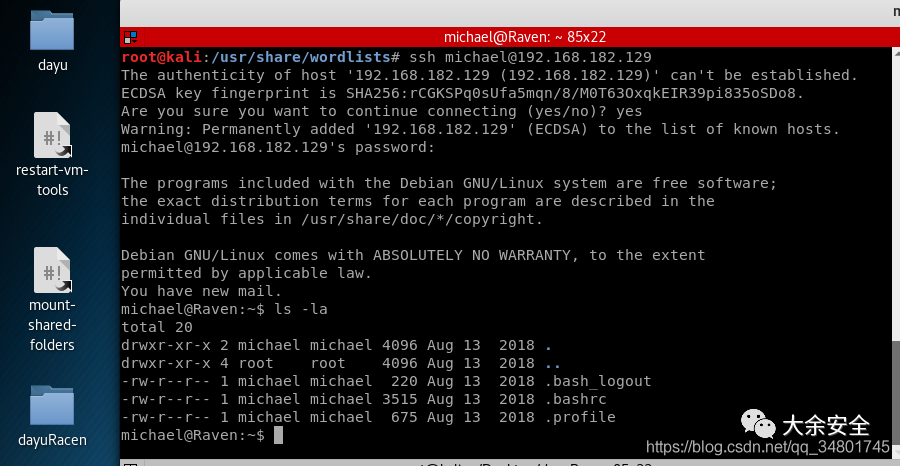 dayu
restart-vm-
tools
mount-
shared-
folders
dayuRacen
michael@Raven: ~ 85x22
root@kali:/usr/share/wordlists# ssh michael@192.168.182.129
The authenticity of host '192.168.182.129 (192.168.182.129)' can't be established.
ECDSA key fingerprint is SHA256:rCGKSPq0sUfa5mqn/8/M0T63OxqkEIR39pi835oSDo8.
Are you sure you want to continue connecting (yes/no)? yes
Warning: Permanently added '192.168.182.129' (ECDSA) to the list of known hosts.
michael@192.168.182.129's password:
The programs included with the Debian GNU/Linux system are free software;
the exact distribution terms for each program are described in the
individual files in /usr/share/doc/*/copyright.
Debian GNU/Linux comes with ABSOLUTELY NO WARRANTY, to the extent
permitted by applicable law.
You have new mail.
michael@Raven:~$ ls -la
total 20
drwxr-xr-x 2 michael michael 4096 Aug 13  2018 .
drwxr-xr-x 4 root    root    4096 Aug 13  2018 ..
-rw-r--r-- 1 michael michael  220 Aug 13  2018 .bash_logout
-rw-r--r-- 1 michael michael 3515 Aug 13  2018 .bashrc
-rw-r--r-- 1 michael michael  675 Aug 13  2018 .profile
michael@Raven:~$
大余安全
https://blog.csdn.net/qq_34801745